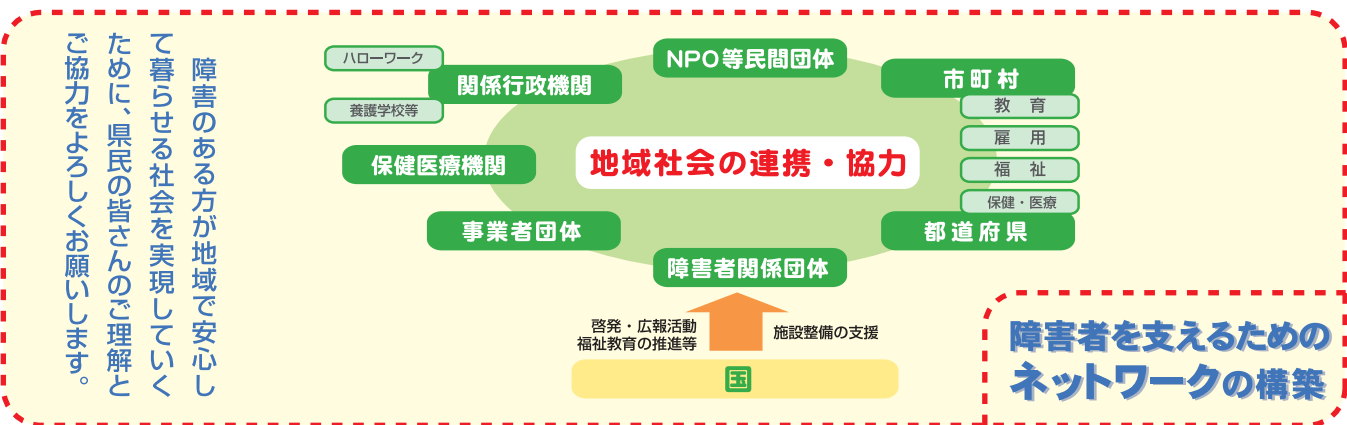 障害のある方が地域で安心し
て暮らせる社会を実現していく
ために、県民の皆さんのご理解と
ご協力をよろしくお願いします。
NPO等民間団体
ハローワーク
関係行政機関
養護学校等
市町村
教育
雇用
福祉
保健・医療
都道府県
保健医療機関
地域社会の連携・協力
事業者団体
障害者関係団体
啓発・広報活動
福祉教育の推進等
施設整備の支援
国
障害者を支えるための
ネットワークの構築